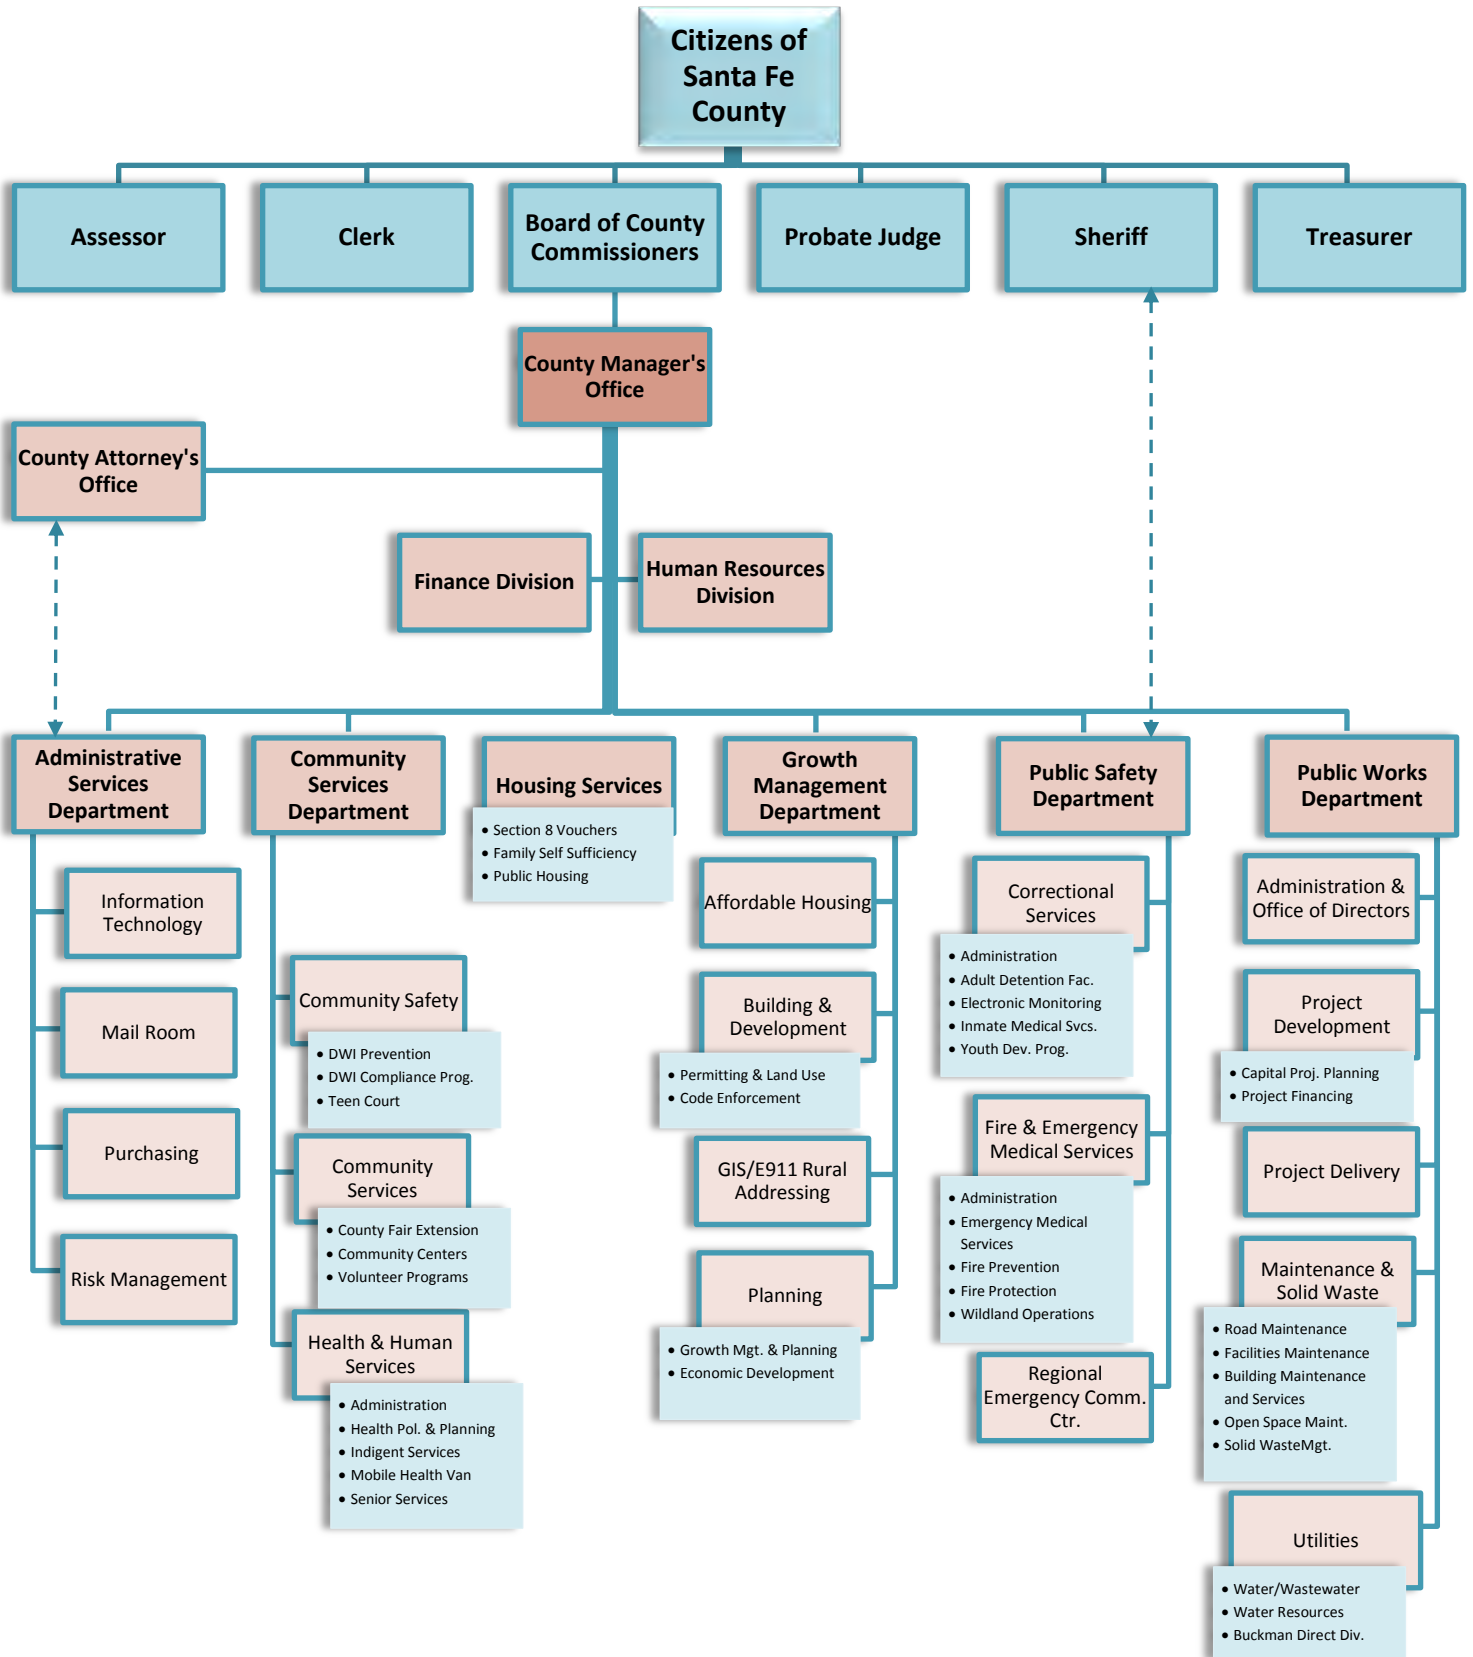 Citizens of
Santa Fe
County
Assessor
Clerk
Board of County
Commissioners
Probate Judge
Sheriff
Treasurer
County Manager's
Office
County Attorney's
Office
Finance Division
Human Resources
Division
Administrative
Services
Department
Information
Technology
Mail Room
Purchasing
Risk Management
Community
Services
Department
Community Safety
• DWI Prevention
• DWI Compliance Prog.
• Teen Court
Community
Services
• County Fair Extension
• Community Centers
• Volunteer Programs
Health & Human
Services
• Administration
• Health Pol. & Planning
• Indigent Services
• Mobile Health Van
• Senior Services
Housing Services
• Section 8 Vouchers
• Family Self Sufficiency
• Public Housing
Growth
Management
Department
Affordable Housing
Building &
Development
• Permitting & Land Use
• Code Enforcement
GIS/E911 Rural
Addressing
Planning
• Growth Mgt. & Planning
• Economic Development
Public Safety
Department
Correctional
Services
• Administration
• Adult Detention Fac.
• Electronic Monitoring
• Inmate Medical Svcs.
• Youth Dev. Prog.
Fire & Emergency
Medical Services
• Administration
• Emergency Medical
Services
• Fire Prevention
• Fire Protection
• Wildland Operations
Regional
Emergency Comm.
Ctr.
Public Works
Department
Administration &
Office of Directors
Project
Development
• Capital Proj. Planning
• Project Financing
Project Delivery
Maintenance &
Solid Waste
• Road Maintenance
• Facilities Maintenance
• Building Maintenance
and Services
• Open Space Maint.
• Solid WasteMgt.
Utilities
• Water/Wastewater
• Water Resources
• Buckman Direct Div.